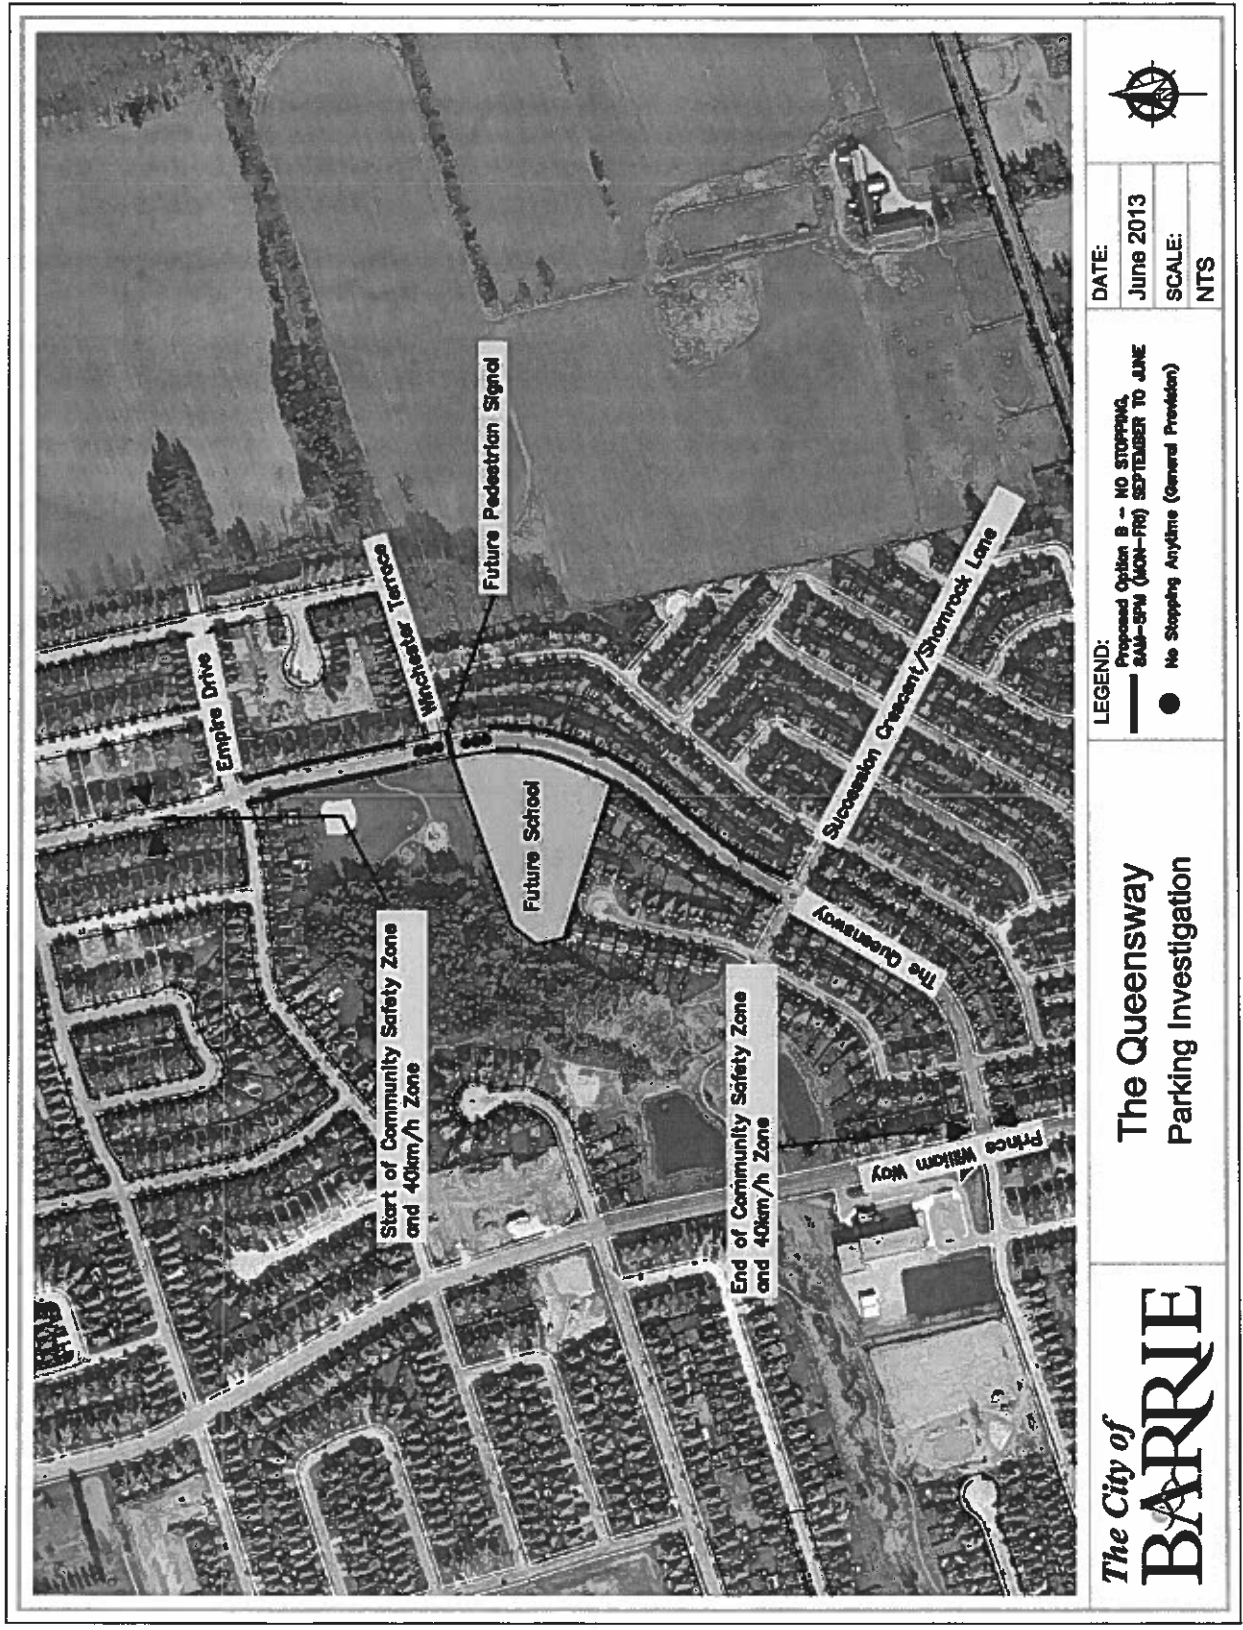 Empire Drive
Winchester Terrace
Future Pedestrian Signal
Future School
Succession Crescent/Shamrock Lane
The Queensway
Start of Community Safety Zone
and 40km/h Zone
End of Community Safety Zone
and 40km/h Zone
Prince William
Way
The City of
BARRIE
The Queensway
Parking Investigation
LEGEND:
Proposed Option B - NO STOPPING,
8AM-5PM (MON-FRI) SEPTEMBER TO JUNE
No Stopping Anytime (General Provision)
DATE:
June 2013
SCALE:
NTS